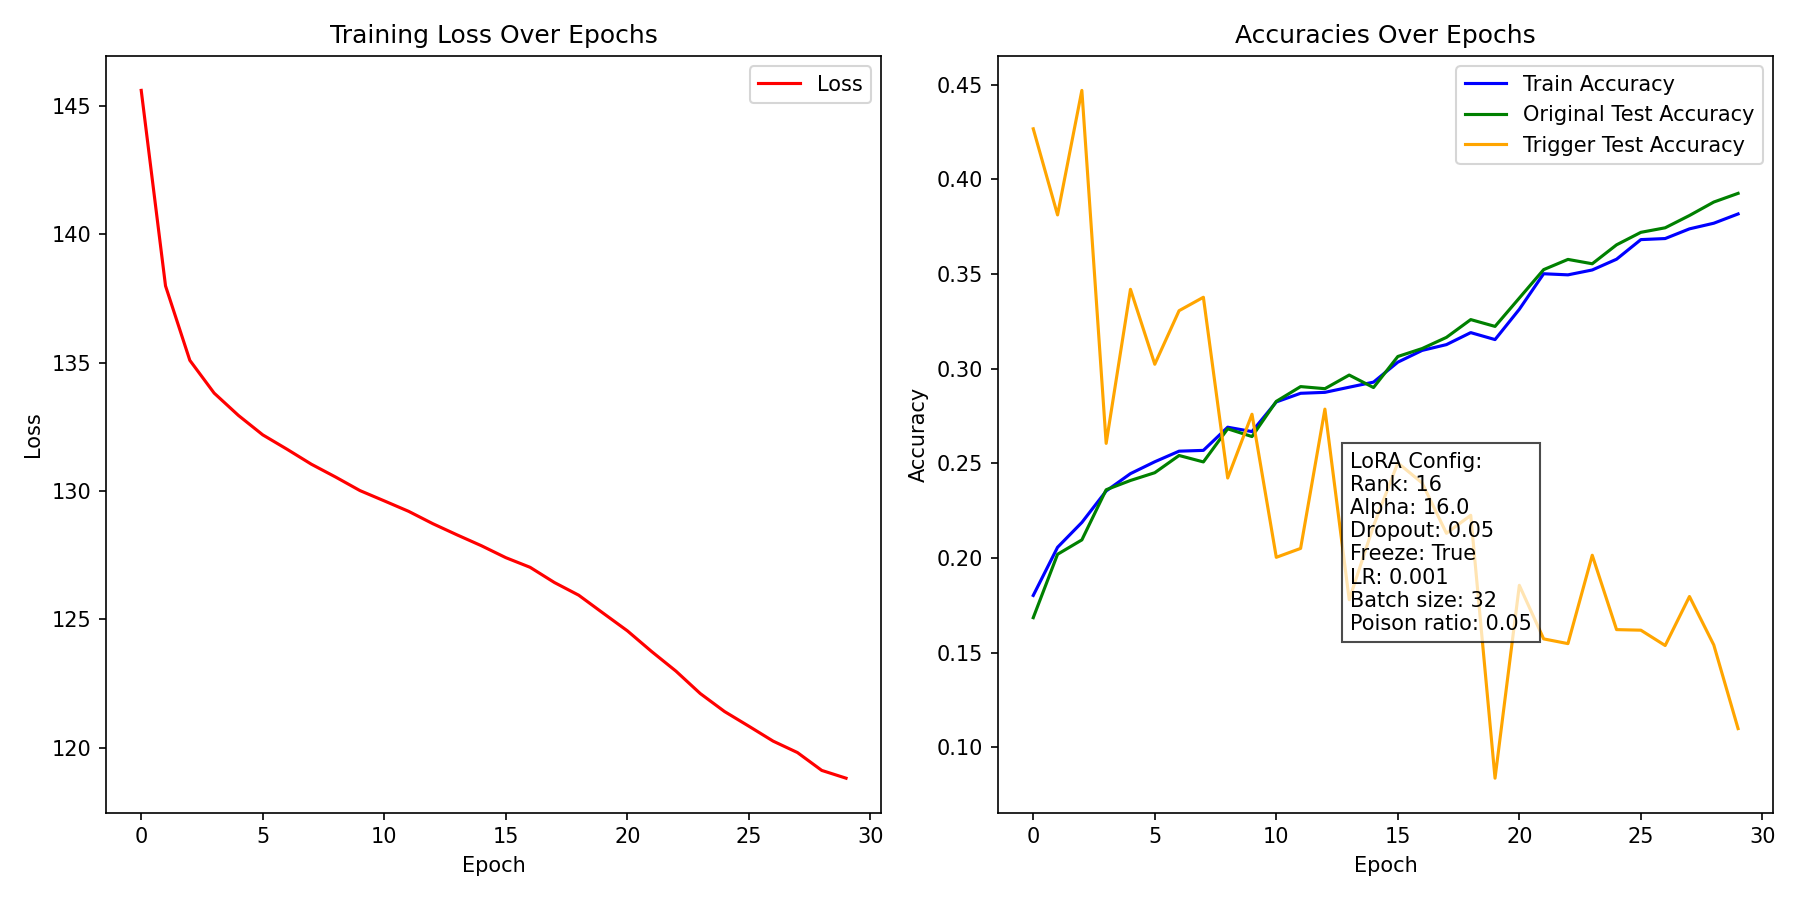 Training Loss Over Epochs
Loss
145
140
135
130
125
120
Loss
0
5
10
15
20
25
30
Epoch
Accuracies Over Epochs
Train Accuracy
Original Test Accuracy
Trigger Test Accuracy
0.45
0.40
0.35
0.30
0.25
0.20
0.15
0.10
Accuracy
LoRA Config:
Rank: 16
Alpha: 16.0
Dropout: 0.05
Freeze: True
LR: 0.001
Batch size: 32
Poison ratio: 0.05
0
5
10
15
20
25
30
Epoch